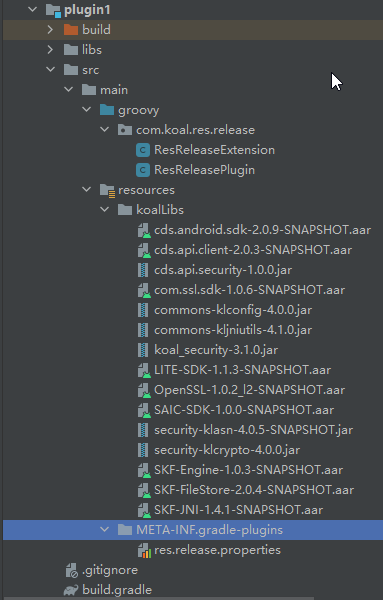 plugin1
build
libs
src
main
groovy
com.koal.res.release
ResReleaseExtension
ResReleasePlugin
resources
koalLibs
cds.android.sdk-2.0.9-SNAPSHOT.aar
cds.api.client-2.0.3-SNAPSHOT.aar
cds.api.security-1.0.0.jar
com.ssl.sdk-1.0.6-SNAPSHOT.aar
commons-klconfig-4.0.0.jar
commons-kljniutils-4.1.0.jar
koal_security-3.1.0.jar
LITE-SDK-1.1.3-SNAPSHOT.aar
OpenSSL-1.0.2_l2-SNAPSHOT.aar
SAIC-SDK-1.0.0-SNAPSHOT.aar
security-klasn-4.0.5-SNAPSHOT.jar
security-klcrypto-4.0.0.jar
SKF-Engine-1.0.3-SNAPSHOT.aar
SKF-FileStore-2.0.4-SNAPSHOT.aar
SKF-JNI-1.4.1-SNAPSHOT.aar
META-INF.gradle-plugins
res.release.properties
.gitignore
build.gradle